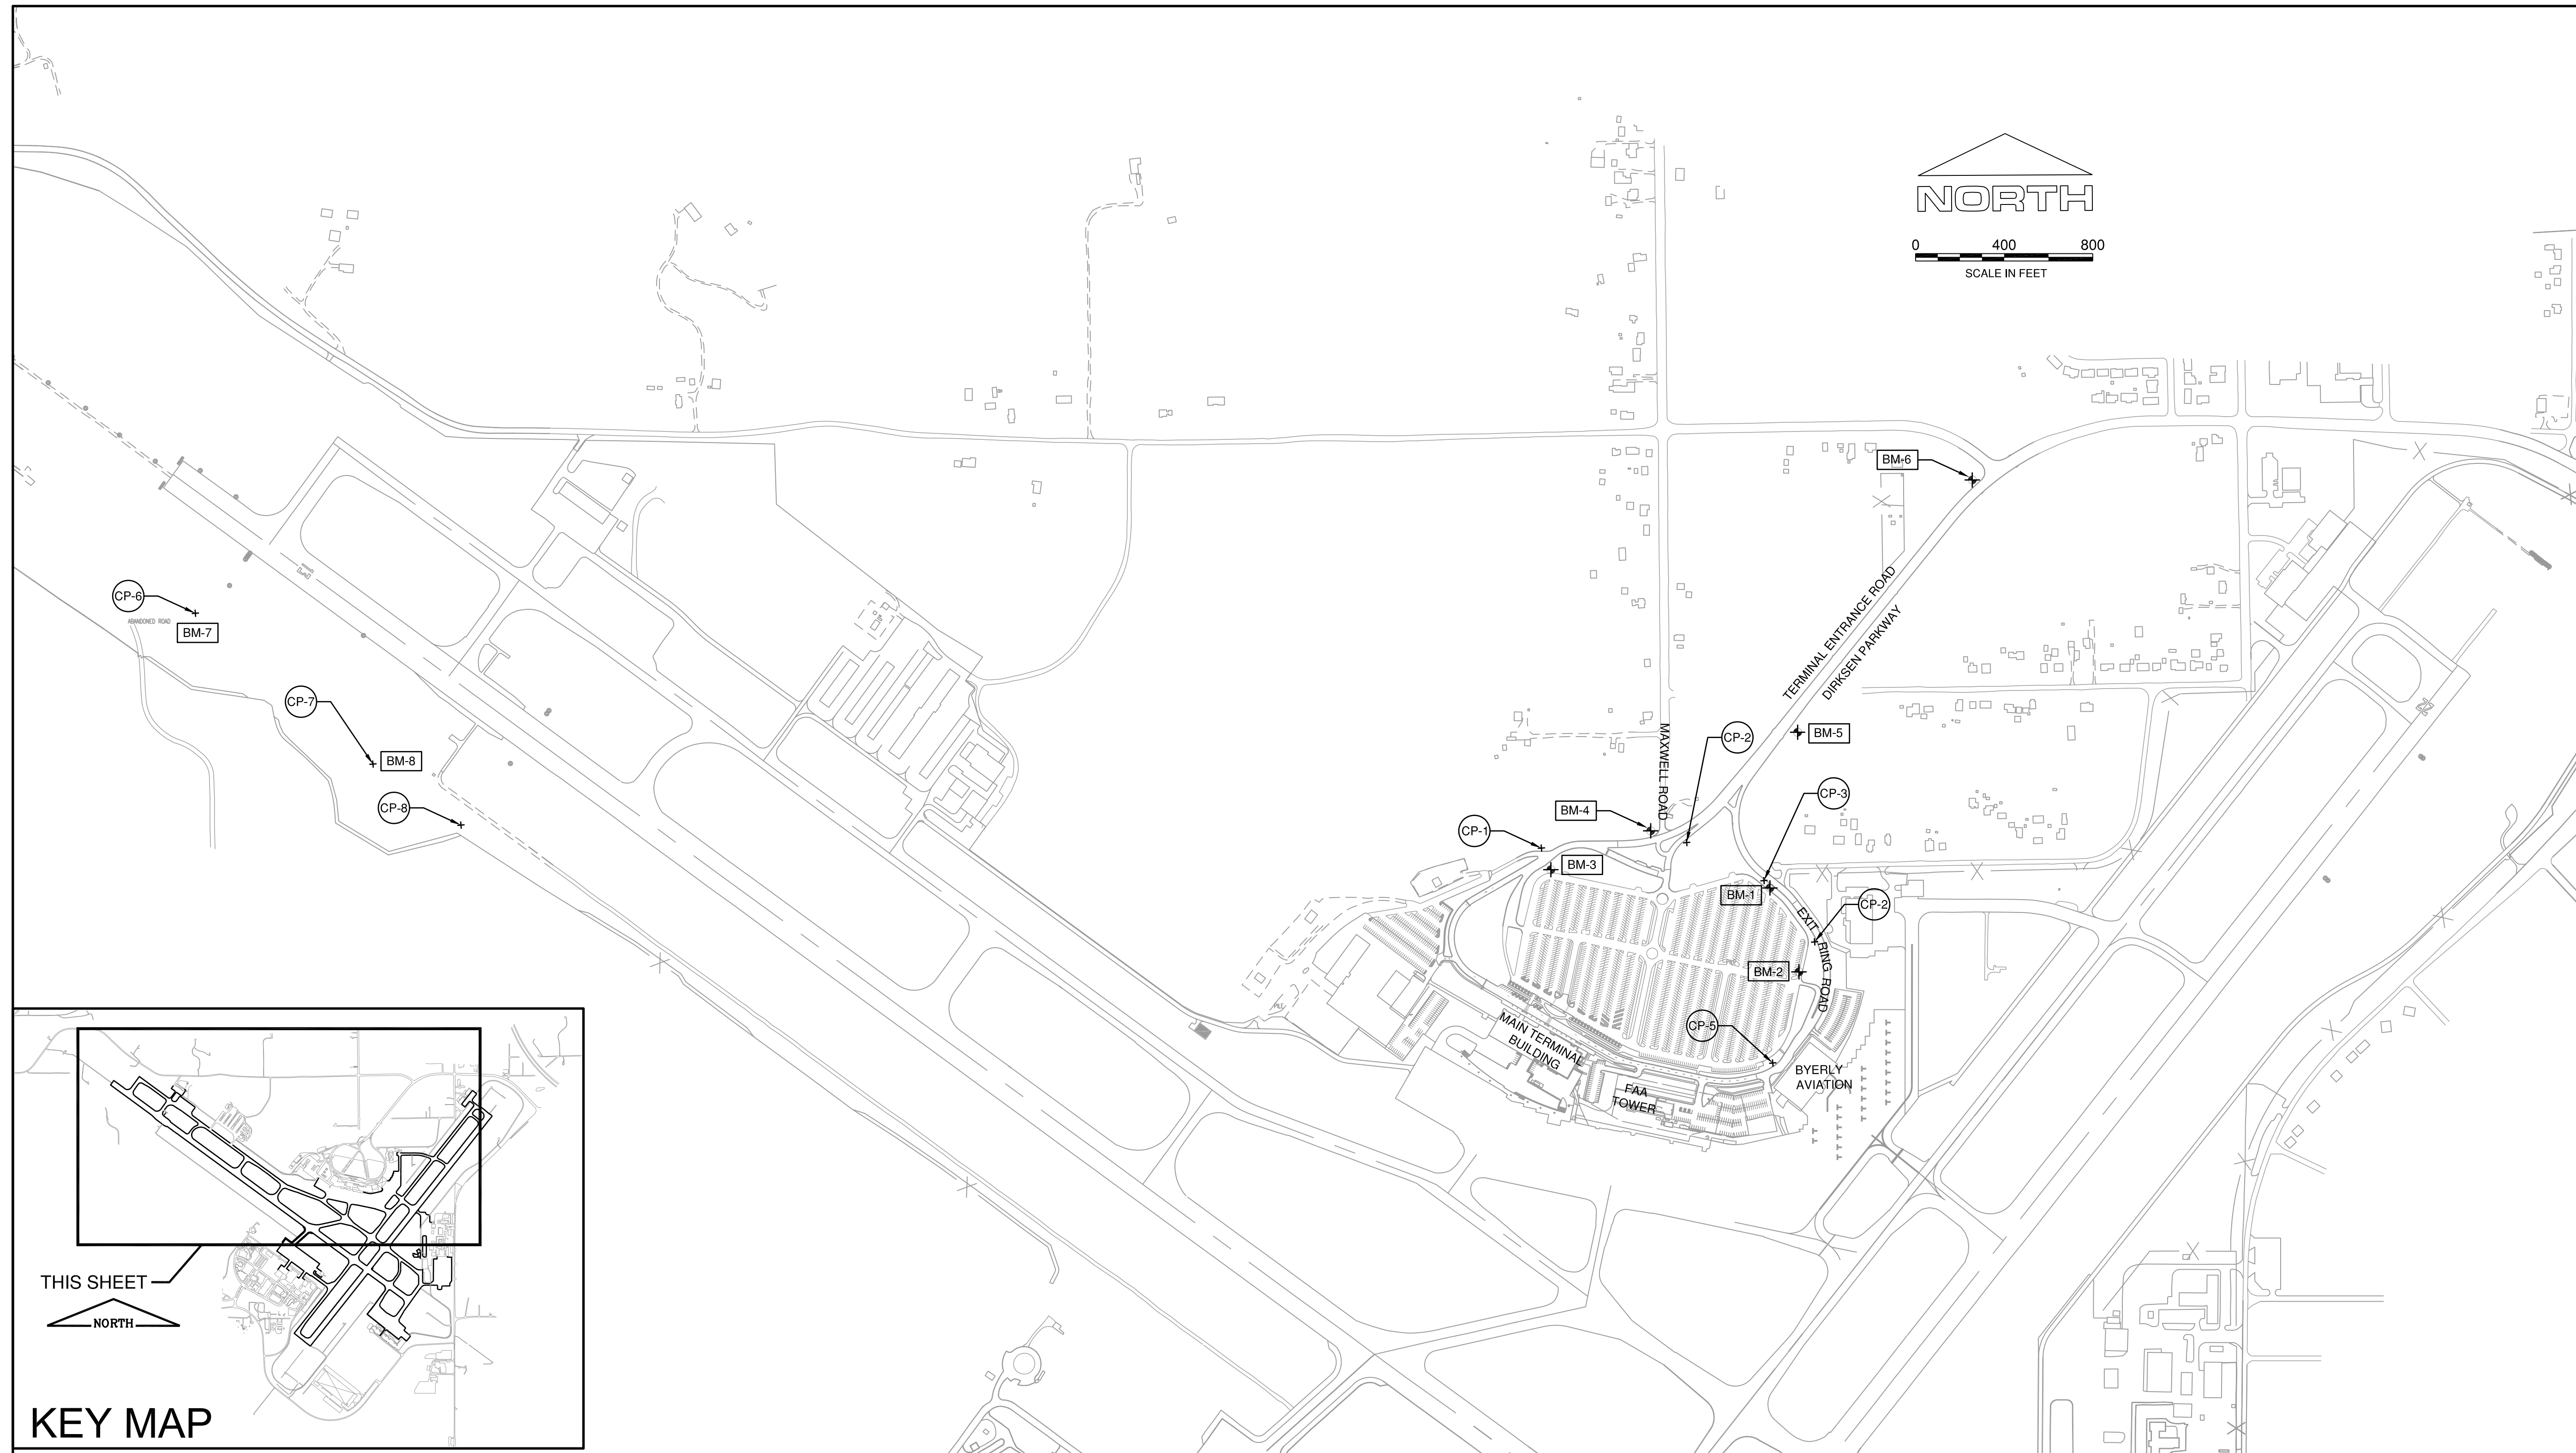 NORTH
0 400 800
SCALE IN FEET
BM-6
CP-6
ABANDONED ROAD
BM-7
TERMINAL ENTRANCE ROAD
DIRKSEN PARKWAY
CP-7
BM-8
CP-8
MAXWELL ROAD
CP-2
BM-5
CP-3
BM-4
CP-1
BM-3
BM-1
CP-2
EXIT RING ROAD
BM-2
CP-5
MAIN TERMINAL
BUILDING
FAA
TOWER
BYERLY
AVIATION
22
THIS SHEET
NORTH
KEY MAP